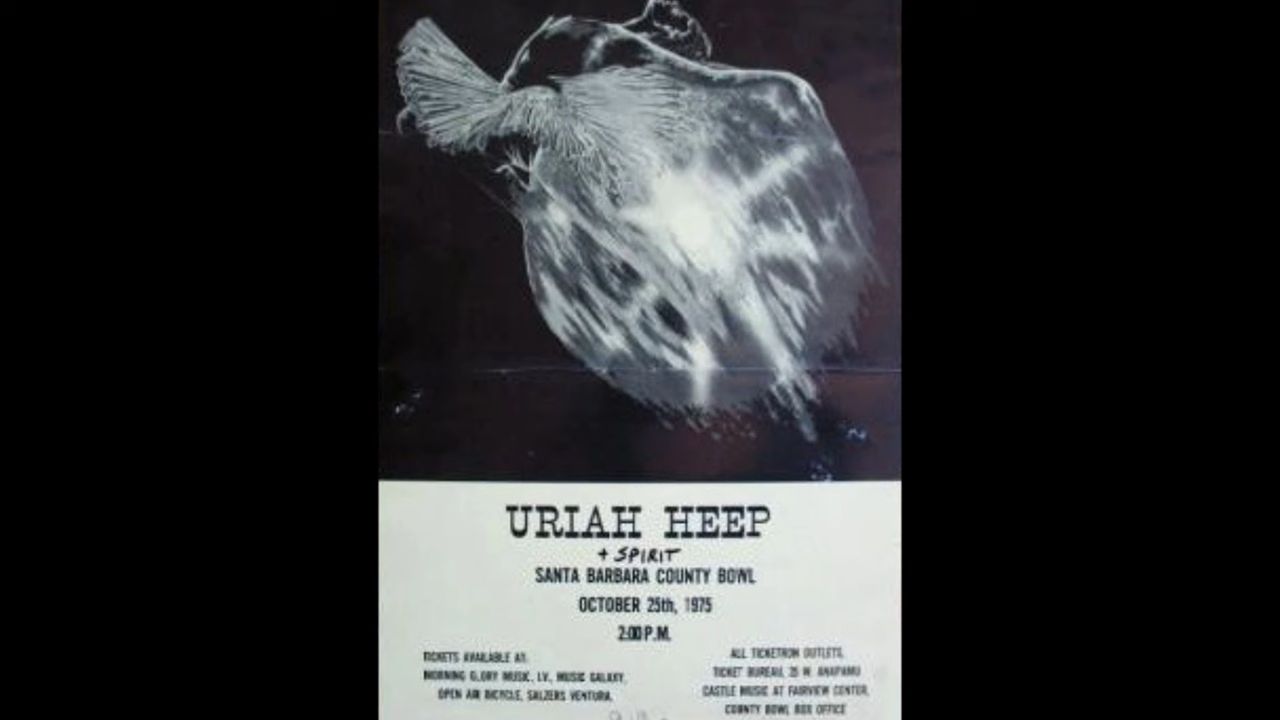 URIAH HEEP
+ SPIRIT
SANTA BARBARA COUNTY BOWL
OCTOBER 25th, 1975
2:00 P.M.
TICKETS AVAILABLE AT:
MORNING GLORY MUSIC, I.V., MUSIC GALAXY,
OPEN AIR BICYCLE, SALZERS VENTURA.
ALL TICKETRON OUTLETS,
TICKET BUREAU, 35 W. ANAPAMU
CASTLE MUSIC AT FAIRVIEW CENTER,
COUNTY BOWL BOX OFFICE